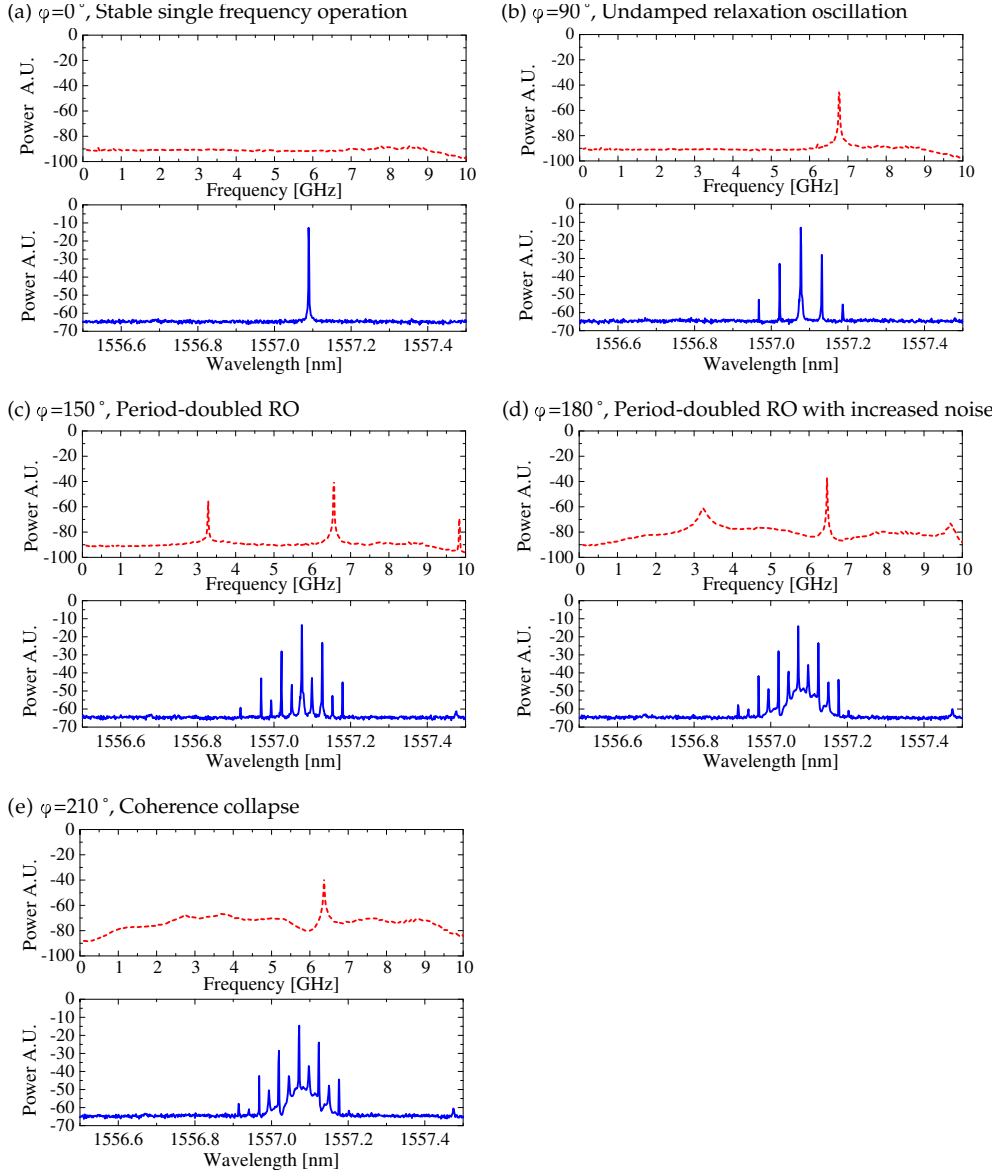 (a) φ=0°, Stable single frequency operation
0
-20
-40
-60
-80
-100
Power A.U.
0 1 2 3 4 5 6 7 8 9 10
Frequency [GHz]
0
-10
-20
-30
-40
-50
-60
-70
Power A.U.
1556.6 1556.8 1557.0 1557.2 1557.4
Wavelength [nm]
(b) φ=90°, Undamped relaxation oscillation
0
-20
-40
-60
-80
-100
Power A.U.
0 1 2 3 4 5 6 7 8 9 10
Frequency [GHz]
0
-10
-20
-30
-40
-50
-60
-70
Power A.U.
1556.6 1556.8 1557.0 1557.2 1557.4
Wavelength [nm]
(c) φ=150°, Period-doubled RO
0
-20
-40
-60
-80
-100
Power A.U.
0 1 2 3 4 5 6 7 8 9 10
Frequency [GHz]
0
-10
-20
-30
-40
-50
-60
-70
Power A.U.
1556.6 1556.8 1557.0 1557.2 1557.4
Wavelength [nm]
(d) φ=180°, Period-doubled RO with increased noise
0
-20
-40
-60
-80
-100
Power A.U.
0 1 2 3 4 5 6 7 8 9 10
Frequency [GHz]
0
-10
-20
-30
-40
-50
-60
-70
Power A.U.
1556.6 1556.8 1557.0 1557.2 1557.4
Wavelength [nm]
(e) φ=210°, Coherence collapse
0
-20
-40
-60
-80
-100
Power A.U.
0 1 2 3 4 5 6 7 8 9 10
Frequency [GHz]
0
-10
-20
-30
-40
-50
-60
-70
Power A.U.
1556.6 1556.8 1557.0 1557.2 1557.4
Wavelength [nm]